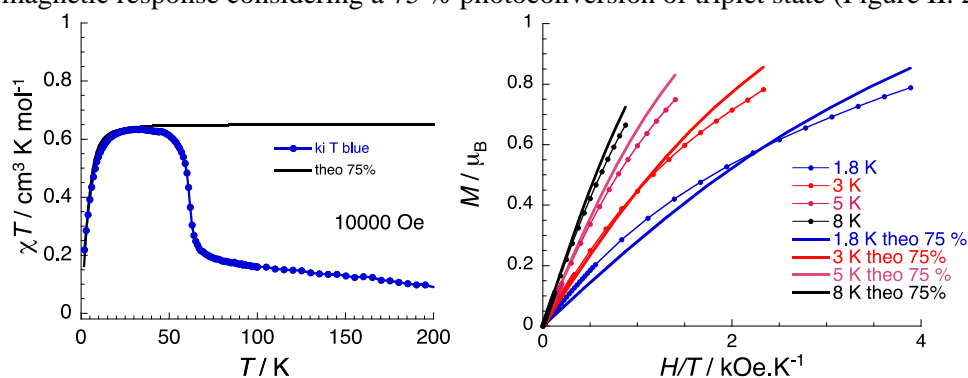 magnetic response considering a 75 % photoconversion of triplet state (Figure II. 2
1
0.8
0.6
0.4
0.2
0
0 50 100 150 200
χT / cm³ K mol⁻¹
T / K
ki T blue
theo 75%
10000 Oe
1
0.8
0.6
0.4
0.2
0
0 2 4
M / μB
H/T / kOe.K⁻¹
1.8 K
3 K
5 K
8 K
1.8 K theo 75 %
3 K theo 75%
5 K theo 75 %
8 K theo 75%